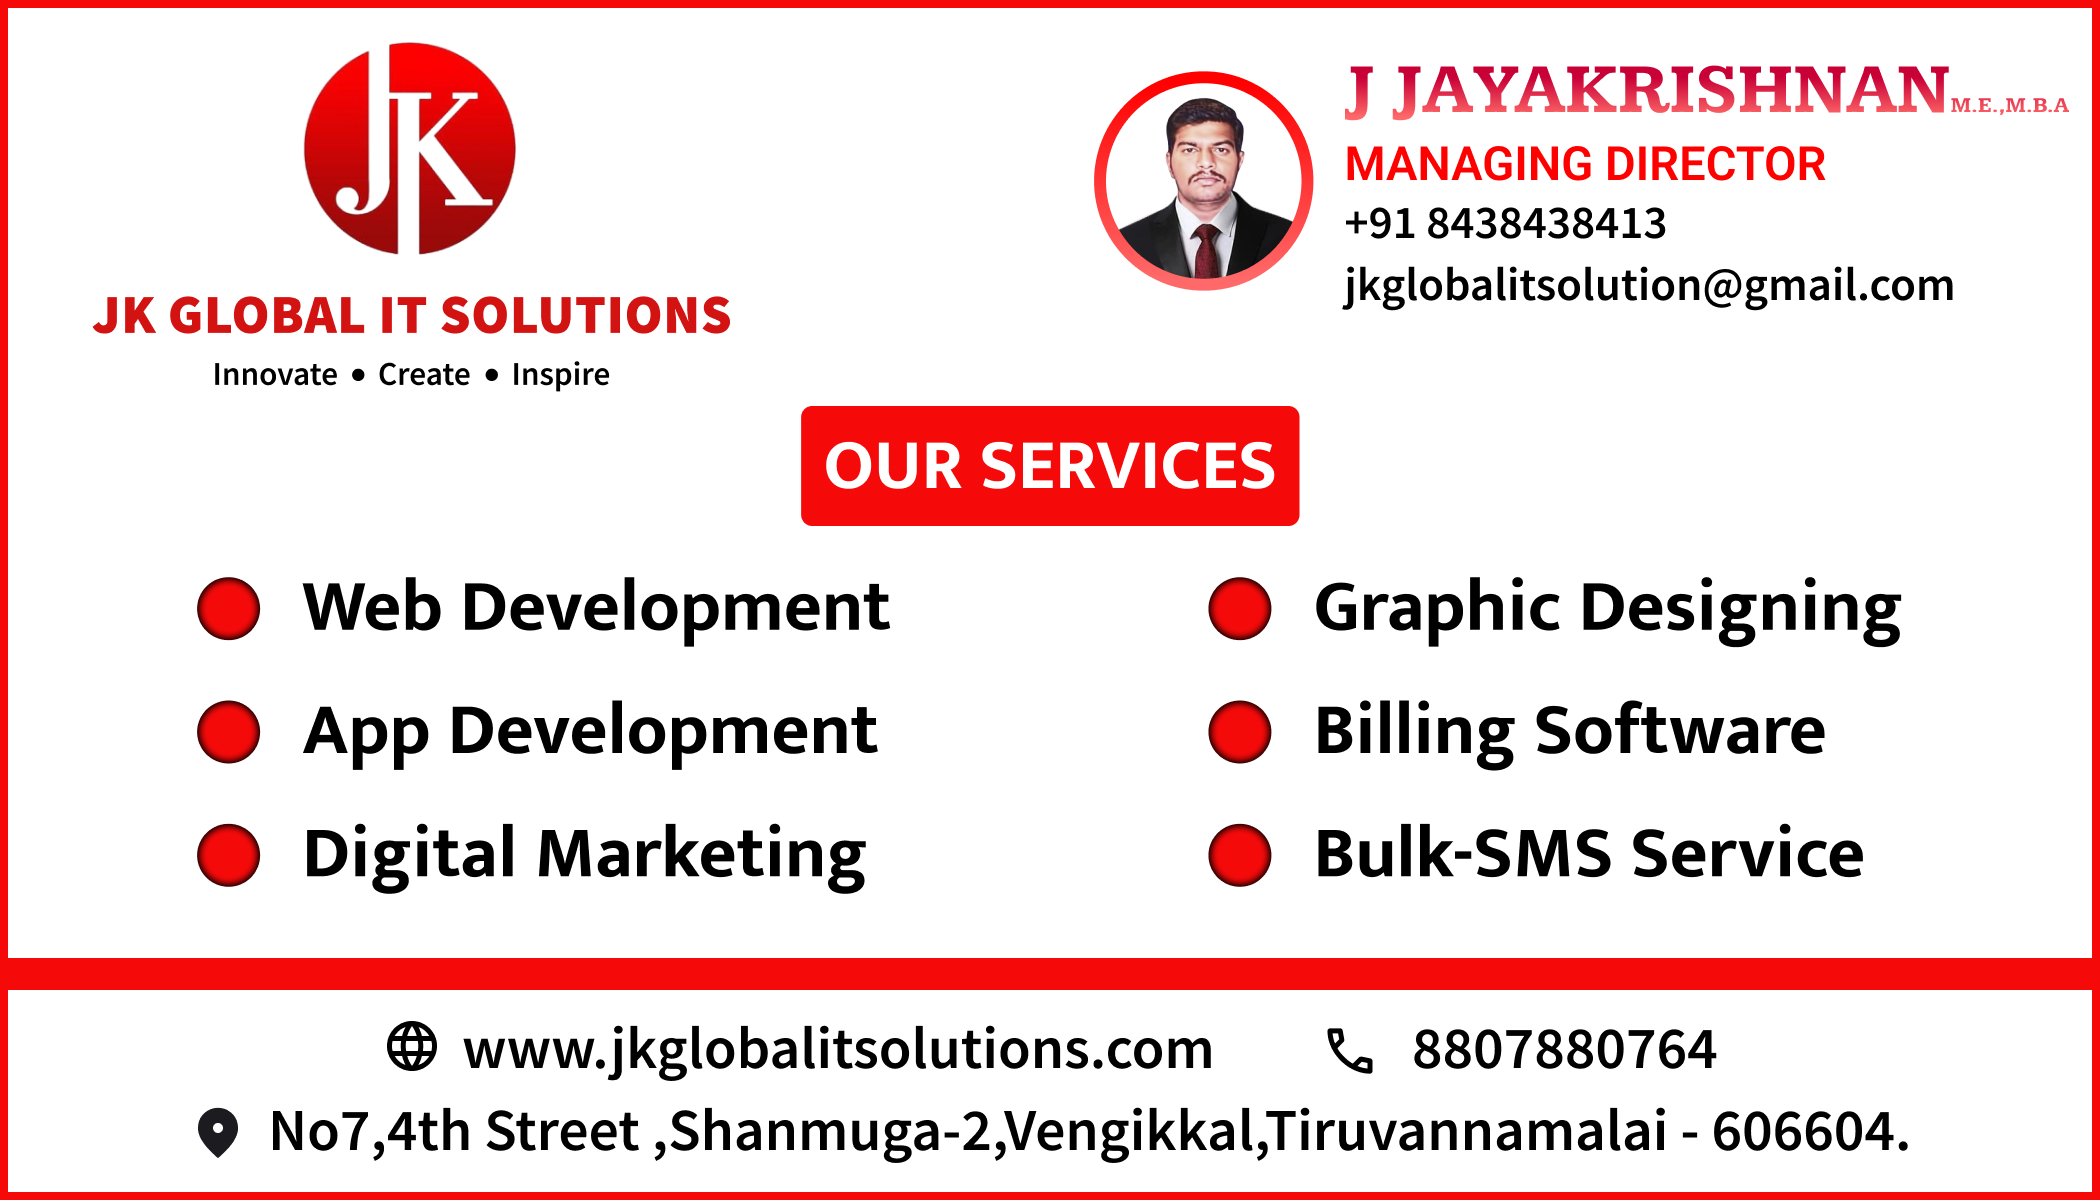 JK
JK GLOBAL IT SOLUTIONS
Innovate • Create • Inspire
J JAYAKRISHNAN M.E.,M.B.A
MANAGING DIRECTOR
+91 8438438413
jkglobalitsolution@gmail.com
OUR SERVICES
Web Development
App Development
Digital Marketing
Graphic Designing
Billing Software
Bulk-SMS Service
www.jkglobalitsolutions.com
8807880764
No7,4th Street ,Shanmuga-2,Vengikkal,Tiruvannamalai - 606604.